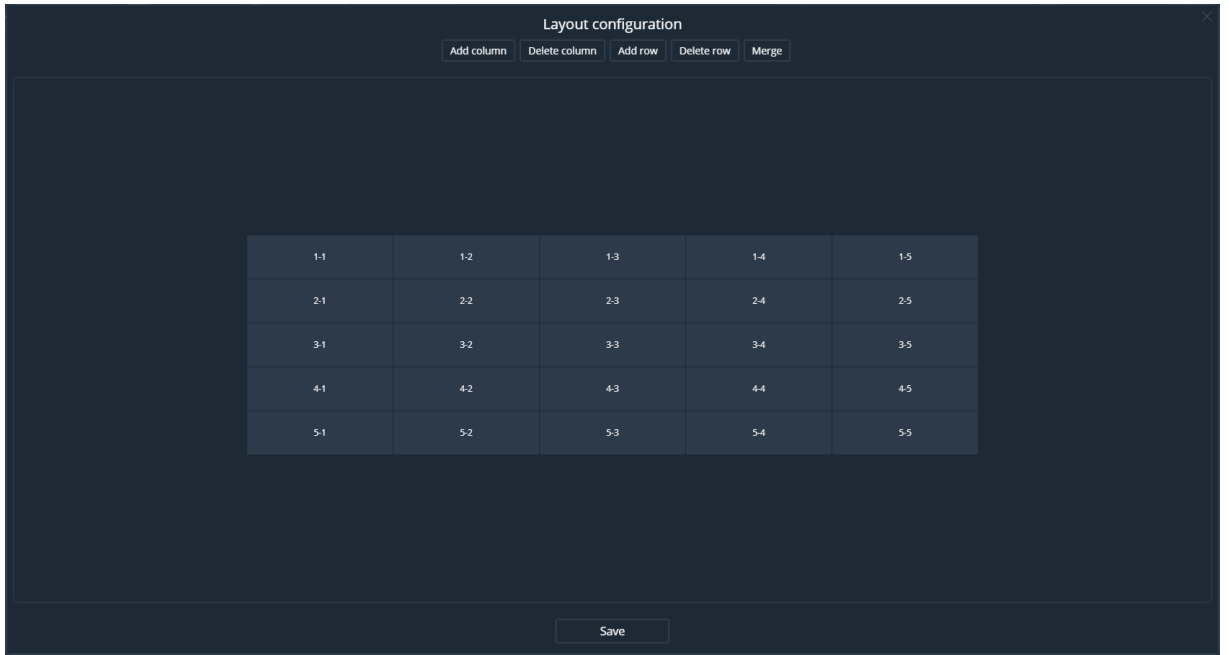 Layout configuration
Add column Delete column Add row Delete row Merge
1-1 1-2 1-3 1-4 1-5
2-1 2-2 2-3 2-4 2-5
3-1 3-2 3-3 3-4 3-5
4-1 4-2 4-3 4-4 4-5
5-1 5-2 5-3 5-4 5-5
Save